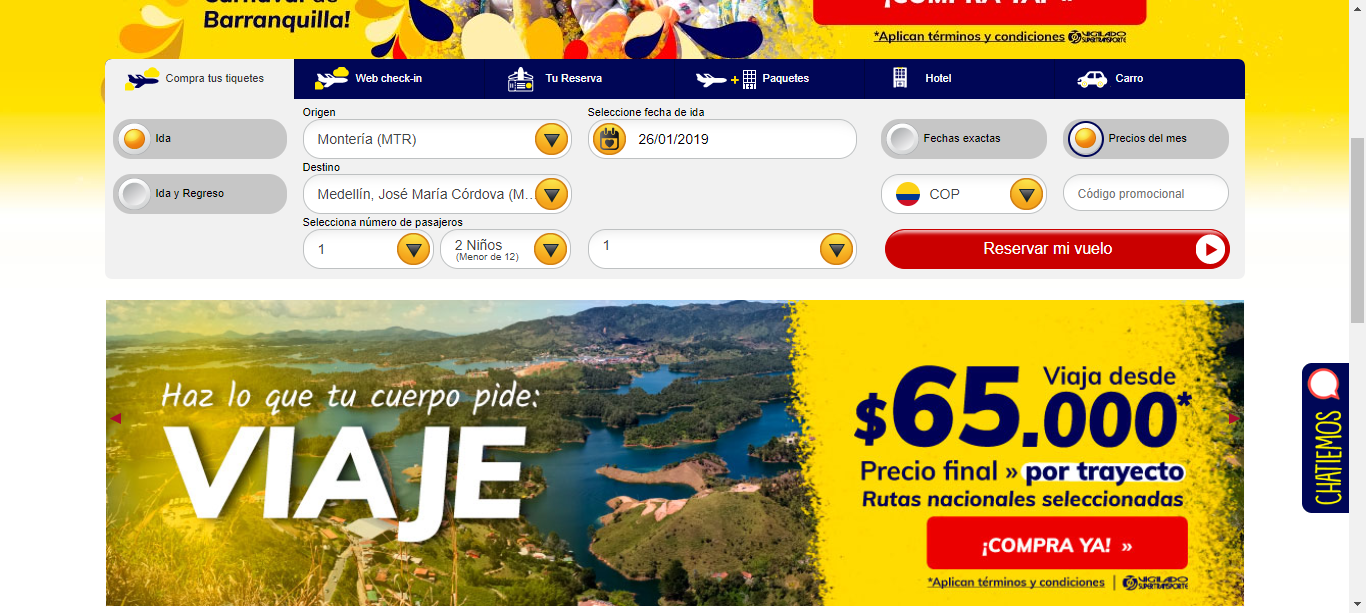 Carnaval de
Barranquilla!
¡COMPRA YA! »
*Aplican términos y condiciones
VIGILADO
SUPERTRANSPORTE
Compra tus tiquetes
Web check-in
Tu Reserva
Paquetes
Hotel
Carro
Origen
Seleccione fecha de ida
Ida
Montería (MTR)
26/01/2019
Fechas exactas
Precios del mes
Destino
Ida y Regreso
Medellín, José María Córdova (M...
COP
Código promocional
Selecciona número de pasajeros
1
2 Niños
(Menor de 12)
1
Reservar mi vuelo
Haz lo que tu cuerpo pide:
VIAJE
Viaja desde
$65.000*
Precio final » por trayecto
Rutas nacionales seleccionadas
¡COMPRA YA! »
*Aplican términos y condiciones
VIGILADO
SUPERTRANSPORTE
CHATIEMOS